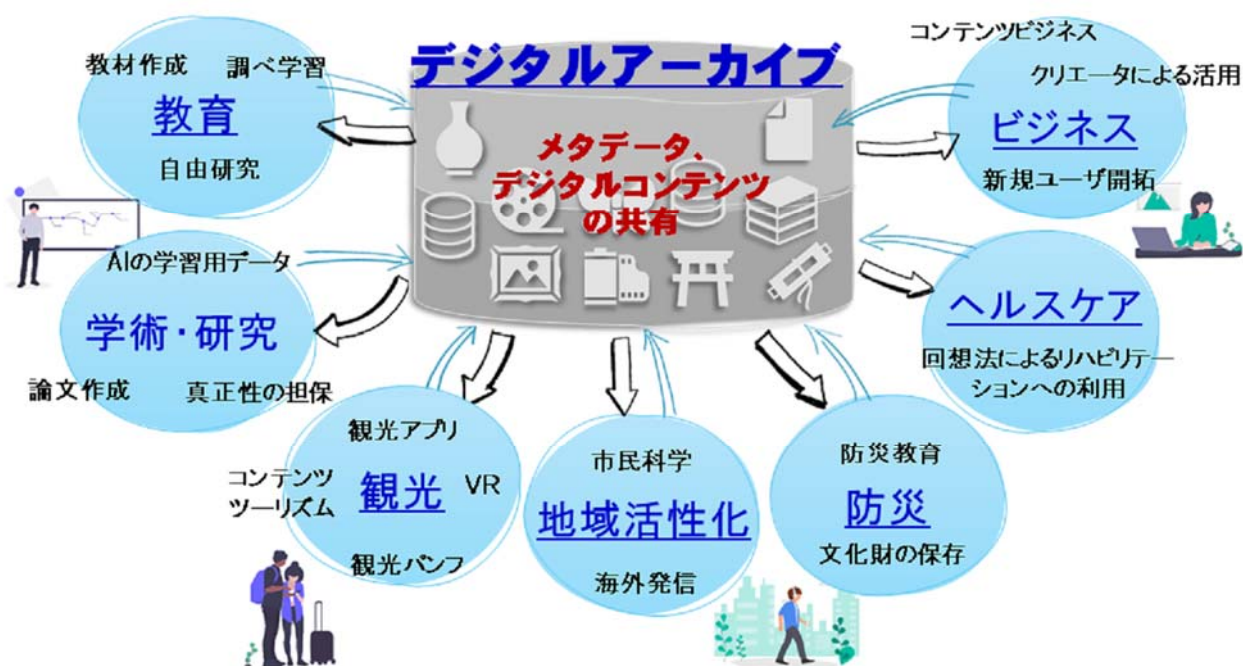 デジタルアーカイブ
メタデータ、
デジタルコンテンツ
の共有
教材作成 調べ学習
教育
自由研究
AIの学習用データ
学術・研究
論文作成 真正性の担保
観光アプリ
コンテンツ
ツーリズム
観光
VR
観光パンフ
市民科学
地域活性化
海外発信
防災教育
防災
文化財の保存
ヘルスケア
回想法によるリハビリテー
ションへの利用
コンテンツビジネス
クリエータによる活用
ビジネス
新規ユーザ開拓